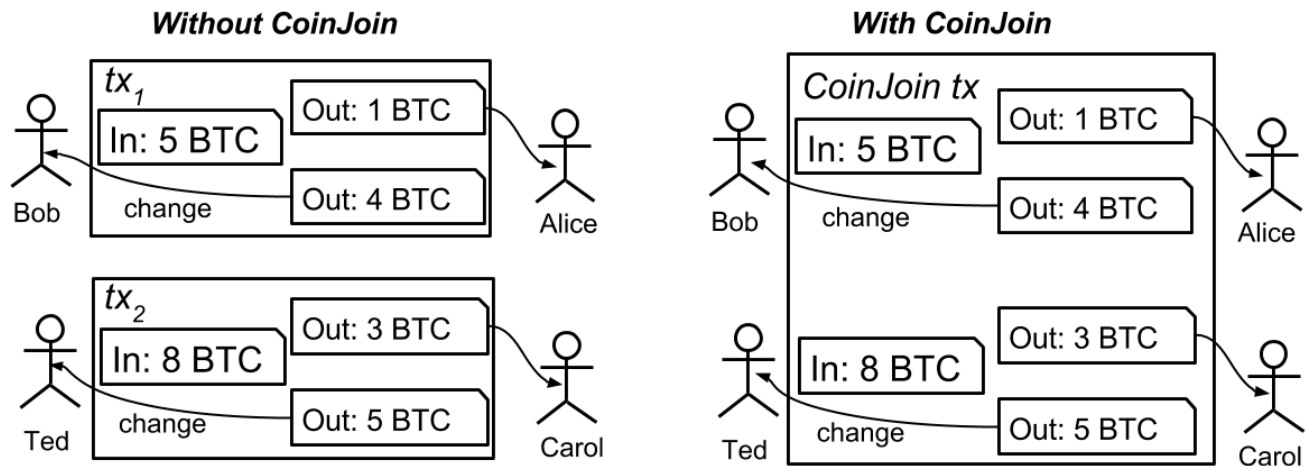 Without CoinJoin
tx1
In: 5 BTC
Out: 1 BTC
Out: 4 BTC
change
Bob
Alice
tx2
In: 8 BTC
Out: 3 BTC
Out: 5 BTC
change
Ted
Carol
With CoinJoin
CoinJoin tx
In: 5 BTC
Out: 1 BTC
Out: 4 BTC
change
Bob
Alice
In: 8 BTC
Out: 3 BTC
Out: 5 BTC
change
Ted
Carol